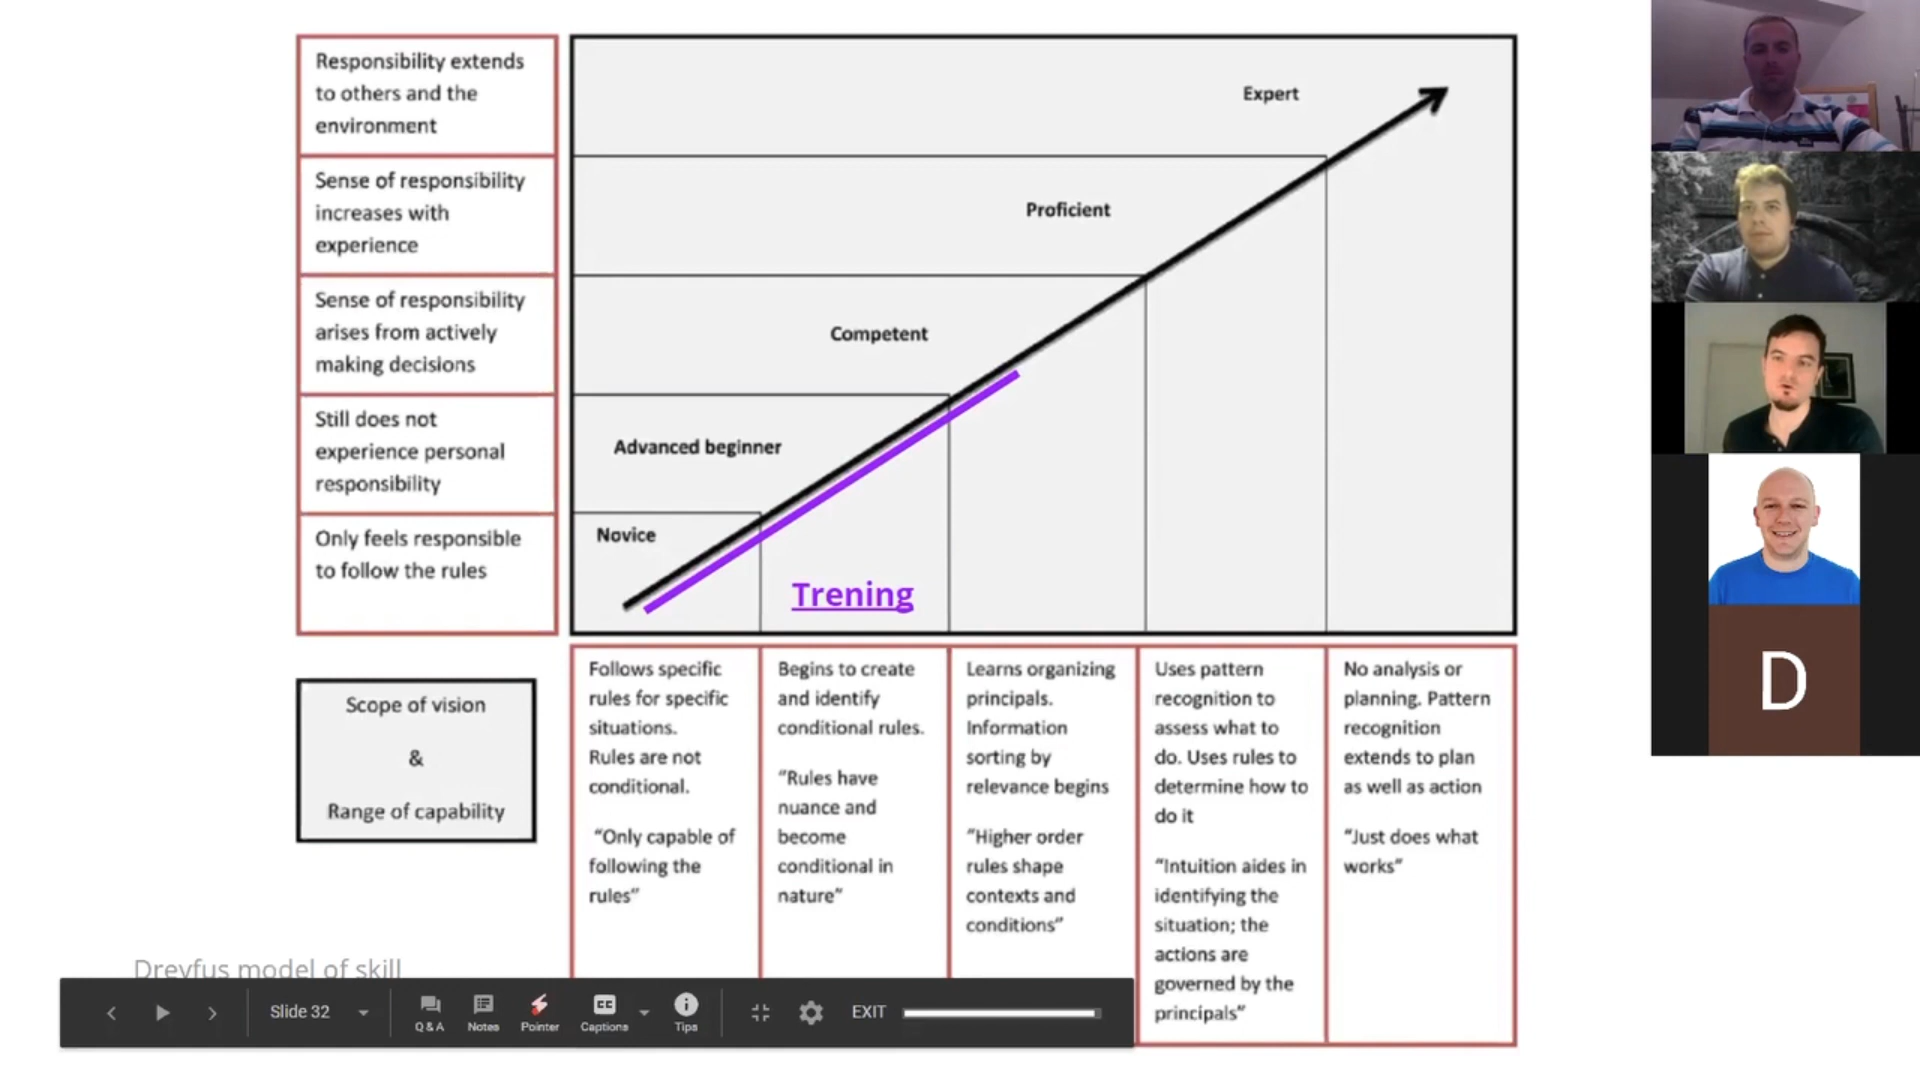 Responsibility extends
to others and the
environment
Sense of responsibility
increases with
experience
Sense of responsibility
arises from actively
making decisions
Still does not
experience personal
responsibility
Only feels responsible
to follow the rules
Expert
Proficient
Competent
Advanced beginner
Novice
Trening
Scope of vision
&
Range of capability
Follows specific
rules for specific
situations.
Rules are not
conditional.
“Only capable of
following the
rules”
Begins to create
and identify
conditional rules.
“Rules have
nuance and
become
conditional in
nature”
Learns organizing
principals.
Information
sorting by
relevance begins
“Higher order
rules shape
contexts and
conditions”
Uses pattern
recognition to
assess what to
do. Uses rules to
determine how to
do it
“Intuition aides in
identifying the
situation; the
actions are
governed by the
principals”
No analysis or
planning. Pattern
recognition
extends to plan
as well as action
“Just does what
works”
Dreyfus model of skill
Slide 32
Q & A
Notes
Pointer
CC
Captions
Tips
EXIT
D